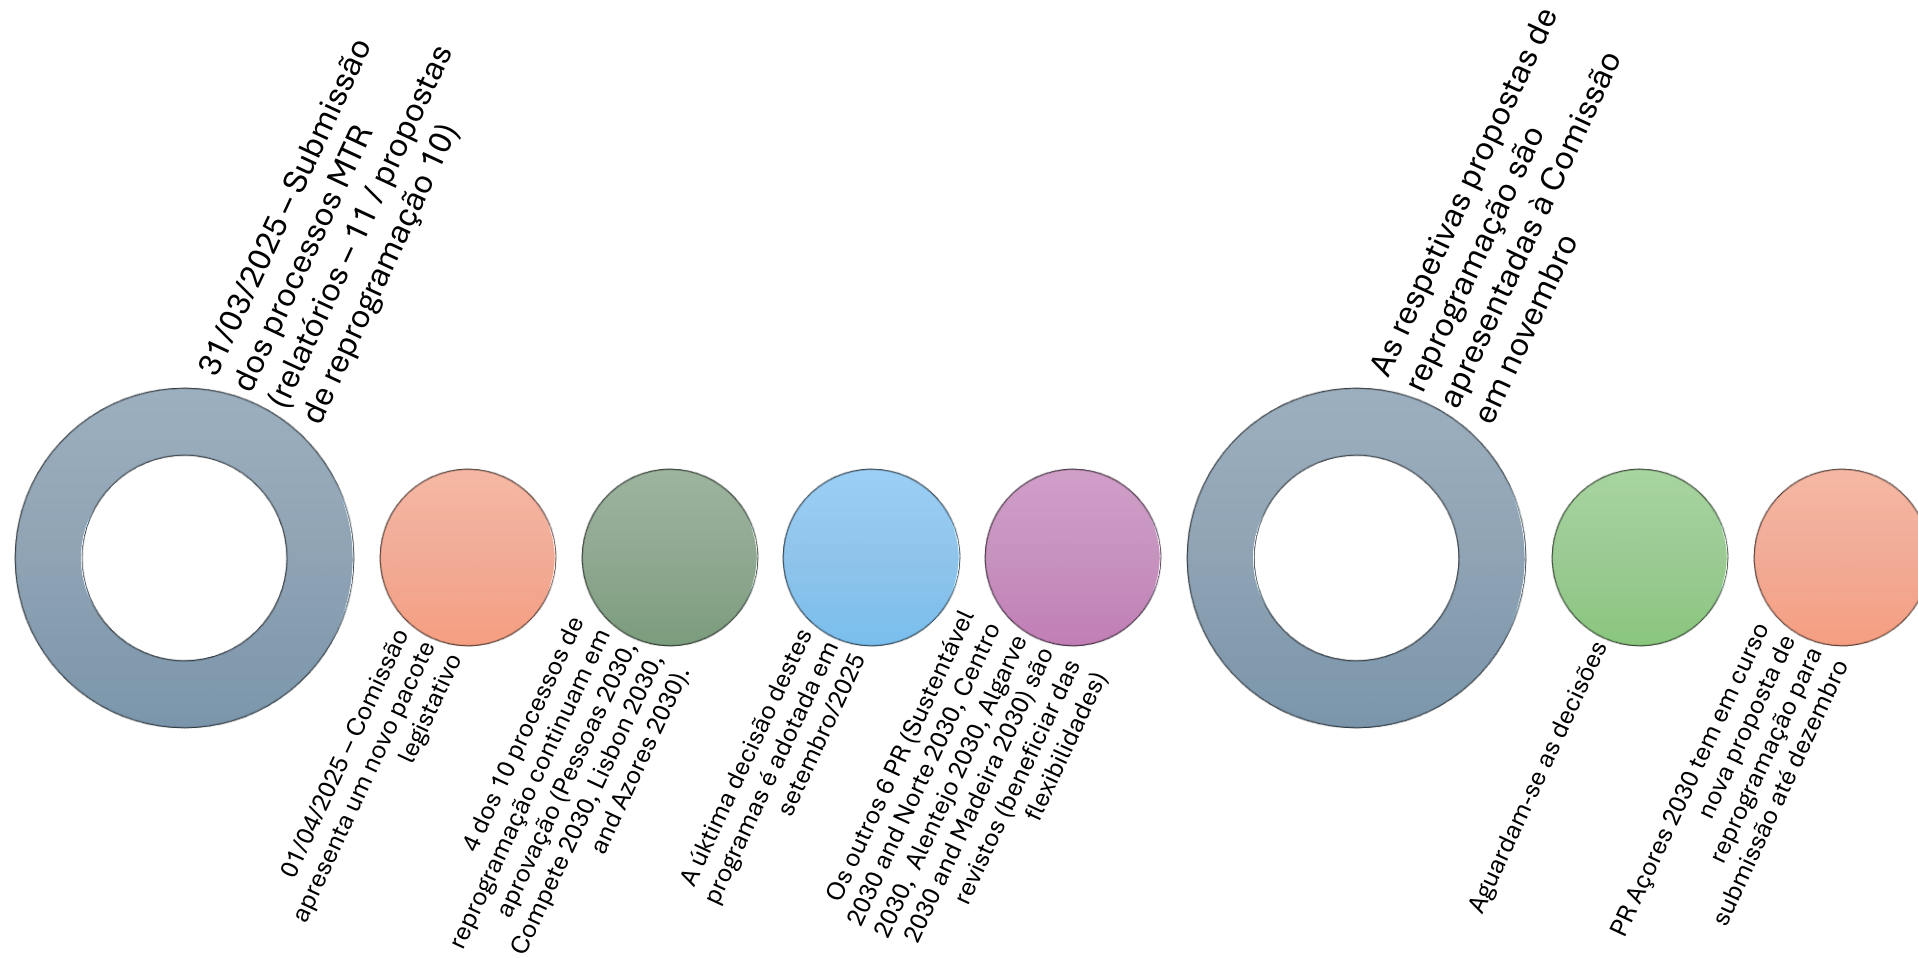 31/03/2025 – Submissão
dos processos MTR
(relatórios – 11 / propostas
de reprogramação 10)
01/04/2025 – Comissão
apresenta um novo pacote
legistativo
4 dos 10 processos de
reprogramação continuam em
aprovação (Pessoas 2030,
Compete 2030, Lisbon 2030,
and Azores 2030).
A úktima decisão destes
programas é adotada em
setembro/2025
Os outros 6 PR (Sustentável
2030 and Norte 2030, Centro
2030, Alentejo 2030, Algarve
2030 and Madeira 2030) são
revistos (beneficiar das
flexibilidades)
As respetivas propostas de
reprogramação são
apresentadas à Comissão
em novembro
Aguardam-se as decisões
PR Açores 2030 tem em curso
nova proposta de
reprogramação para
submissão até dezembro